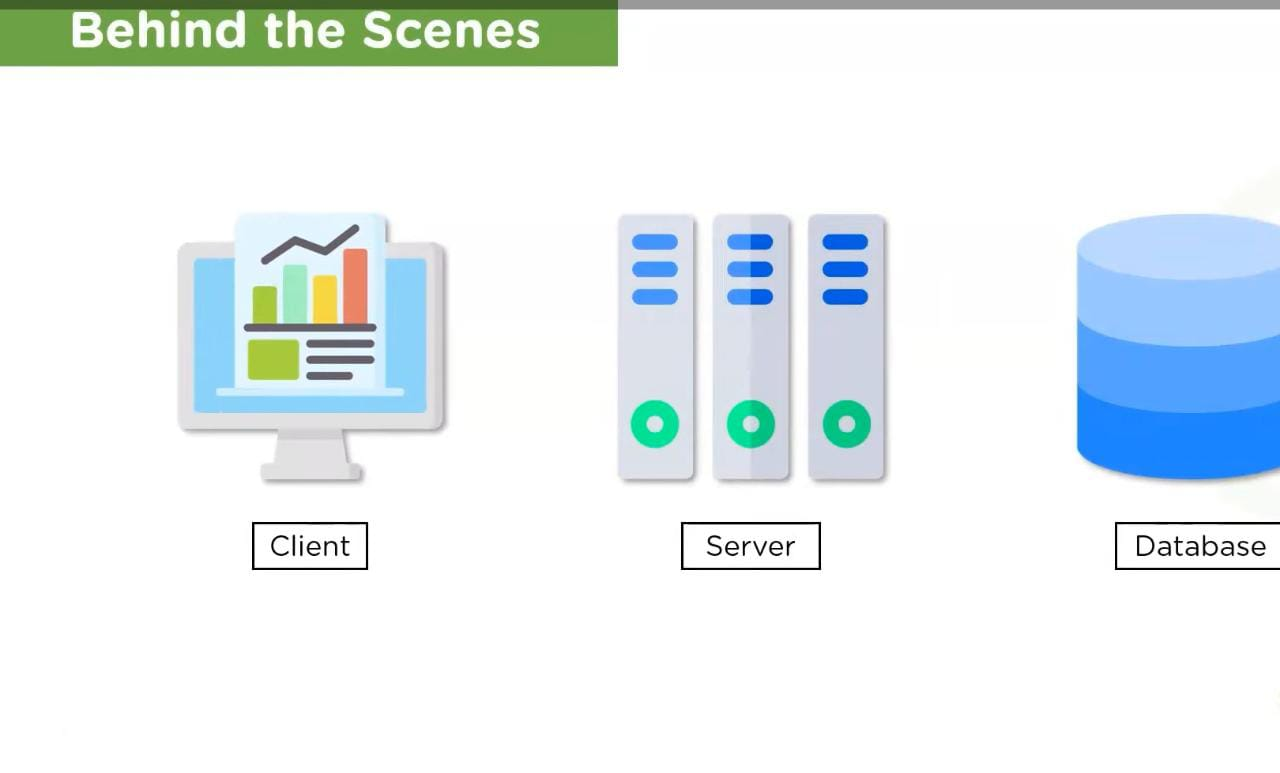 Behind the Scenes
Client
Server
Database